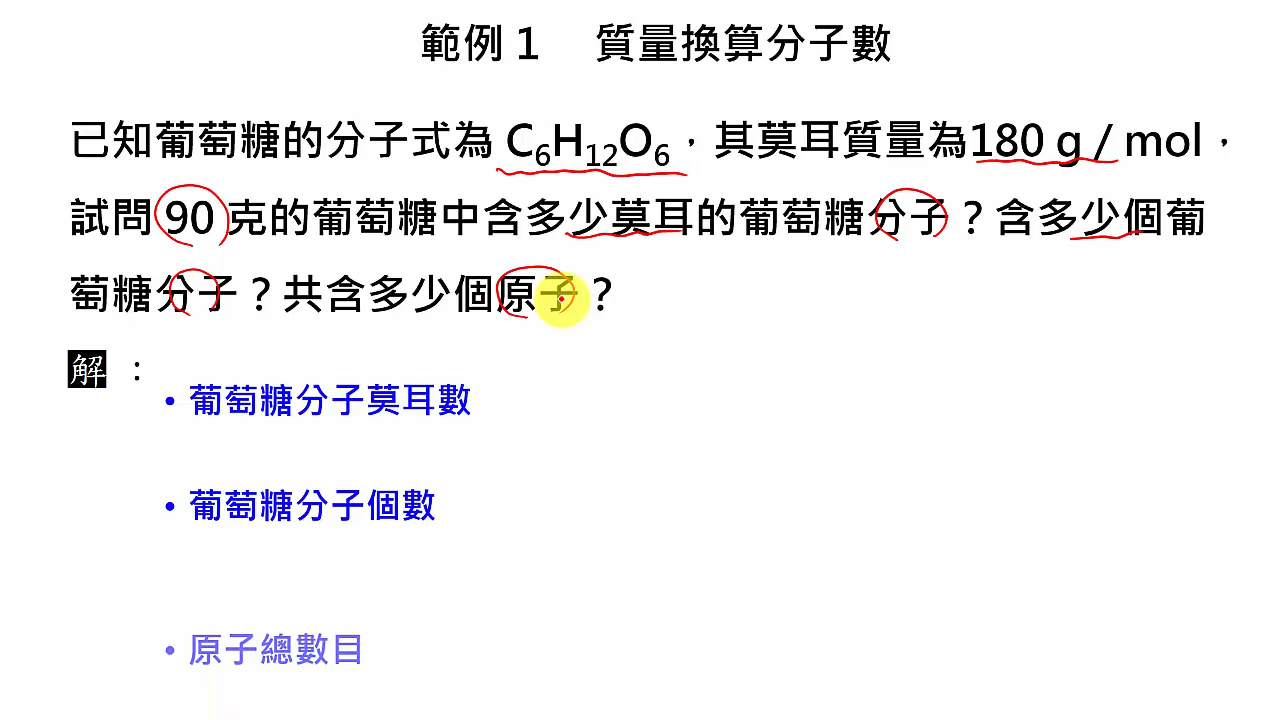 範例 1 質量換算分子數
已知葡萄糖的分子式為 C₆H₁₂O₆，其莫耳質量為180 g / mol，
試問 90 克的葡萄糖中含多少莫耳的葡萄糖分子？含多少個葡
萄糖分子？共含多少個原子？
解：
• 葡萄糖分子莫耳數
• 葡萄糖分子個數
• 原子總數目